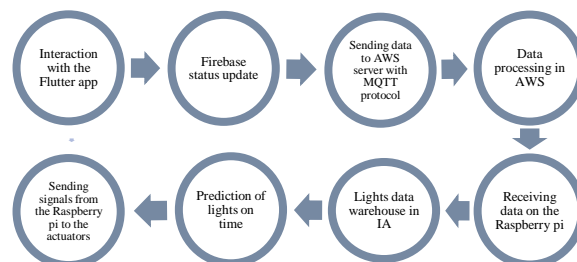 Interaction
with the
Flutter app
Firebase
status update
Sending data
to AWS
server with
MQTT
protocol
Data
processing in
AWS
Receiving
data on the
Raspberry pi
Lights data
warehouse in
IA
Prediction of
lights on
time
Sending
signals from
the Raspberry
pi to the
actuators